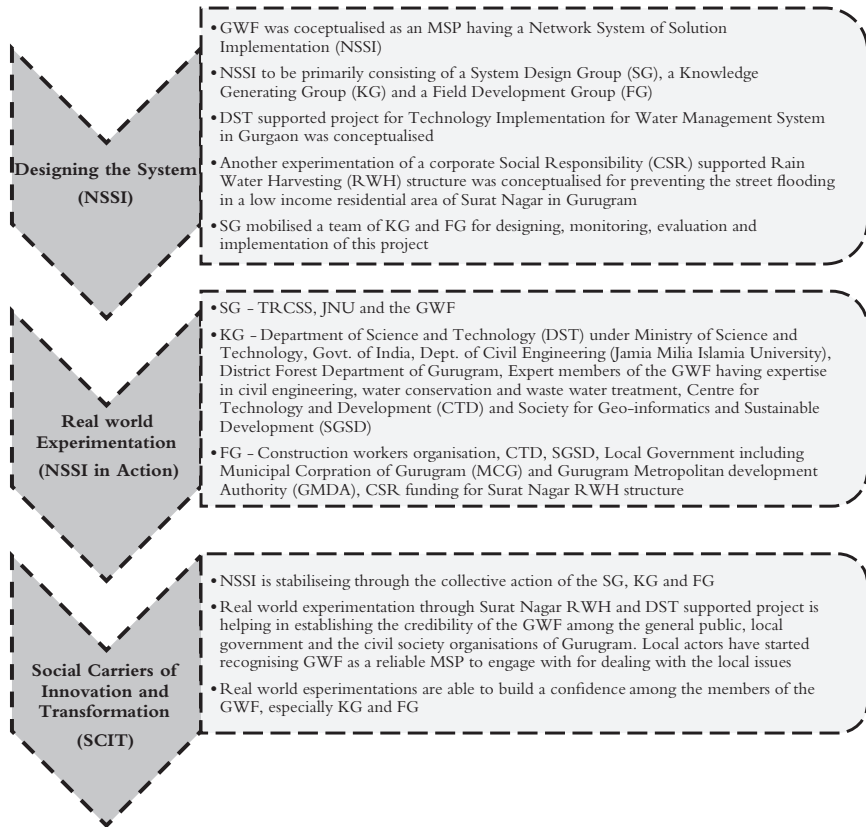 Designing the System
(NSSI)
• GWF was coceptualised as an MSP having a Network System of Solution
Implementation (NSSI)
• NSSI to be primarily consisting of a System Design Group (SG), a Knowledge
Generating Group (KG) and a Field Development Group (FG)
• DST supported project for Technology Implementation for Water Management System
in Gurgaon was conceptualised
• Another experimentation of a corporate Social Responsibility (CSR) supported Rain
Water Harvesting (RWH) structure was conceptualised for preventing the street flooding
in a low income residential area of Surat Nagar in Gurugram
• SG mobilised a team of KG and FG for designing, monitoring, evaluation and
implementation of this project
Real world
Experimentation
(NSSI in Action)
• SG - TRCSS, JNU and the GWF
• KG - Department of Science and Technology (DST) under Ministry of Science and
Technology, Govt. of India, Dept. of Civil Engineering (Jamia Milia Islamia University),
District Forest Department of Gurugram, Expert members of the GWF having expertise
in civil engineering, water conservation and waste water treatment, Centre for
Technology and Development (CTD) and Society for Geo-informatics and Sustainable
Development (SGSD)
• FG - Construction workers organisation, CTD, SGSD, Local Government including
Municipal Corpration of Gurugram (MCG) and Gurugram Metropolitan development
Authority (GMDA), CSR funding for Surat Nagar RWH structure
Social Carriers of
Innovation and
Transformation
(SCIT)
• NSSI is stabiliseing through the collective action of the SG, KG and FG
• Real world experimentation through Surat Nagar RWH and DST supported project is
helping in establishing the credibility of the GWF among the general public, local
government and the civil society organisations of Gurugram. Local actors have started
recognising GWF as a reliable MSP to engage with for dealing with the local issues
• Real world esperimentations are able to build a confidence among the members of the
GWF, especially KG and FG